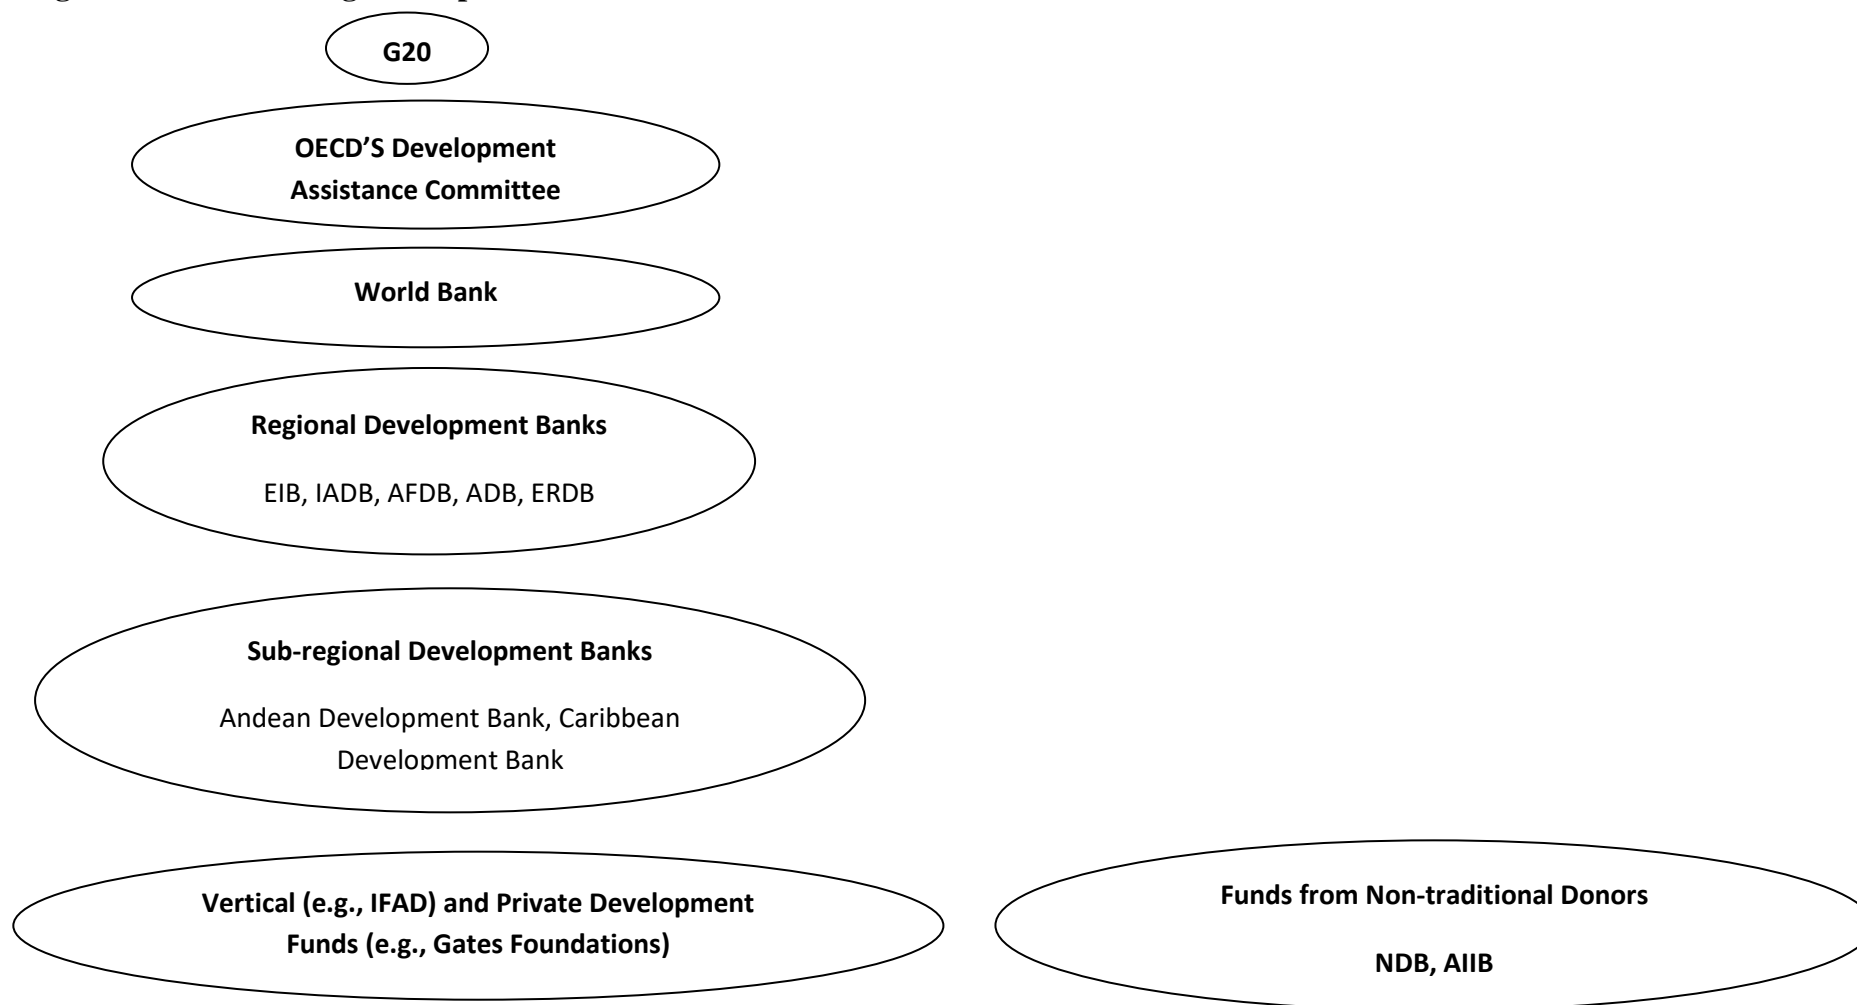 G20
OECD'S Development
Assistance Committee
World Bank
Regional Development Banks
EIB, IADB, AFDB, ADB, ERDB
Sub-regional Development Banks
Andean Development Bank, Caribbean
Development Bank
Vertical (e.g., IFAD) and Private Development
Funds (e.g., Gates Foundations)
Funds from Non-traditional Donors
NDB, AIIB